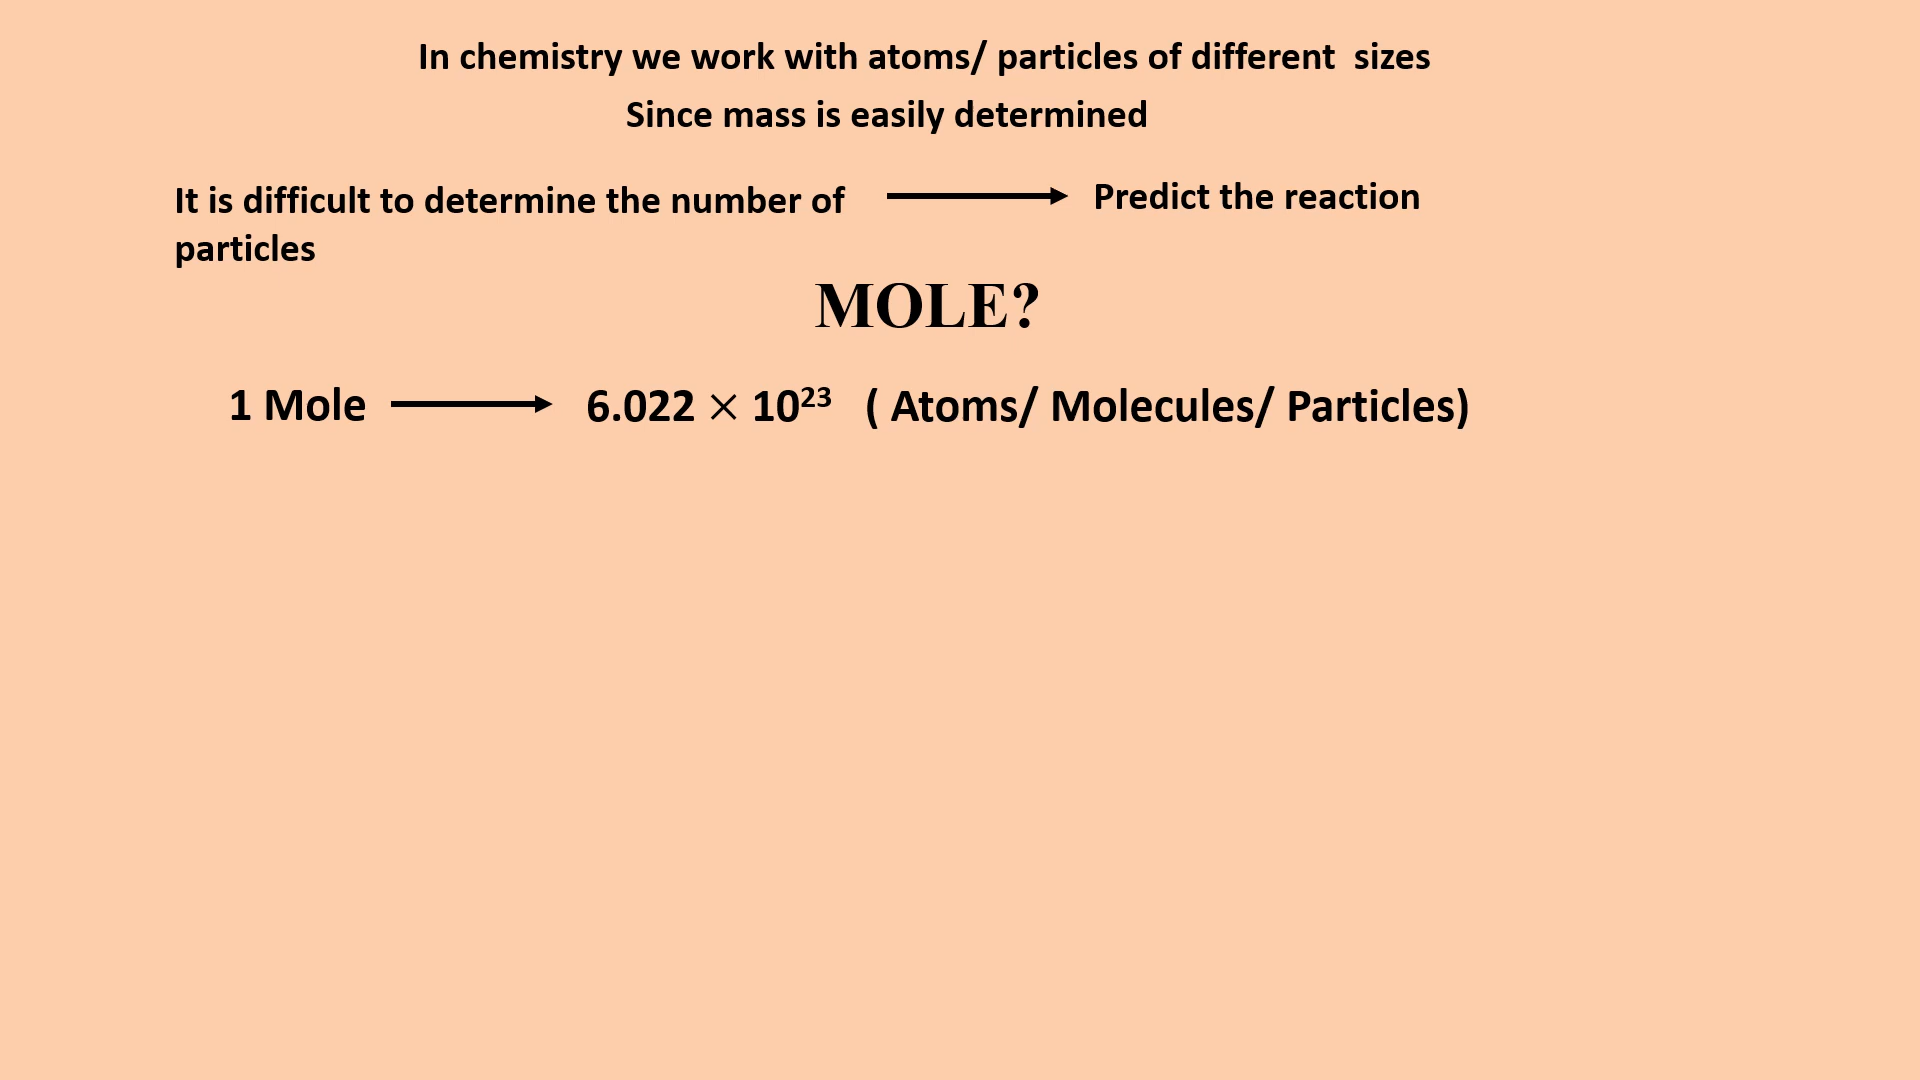 In chemistry we work with atoms/ particles of different  sizes
Since mass is easily determined
It is difficult to determine the number of
particles
Predict the reaction
MOLE?
1 Mole
6.022 × 10²³   ( Atoms/ Molecules/ Particles)